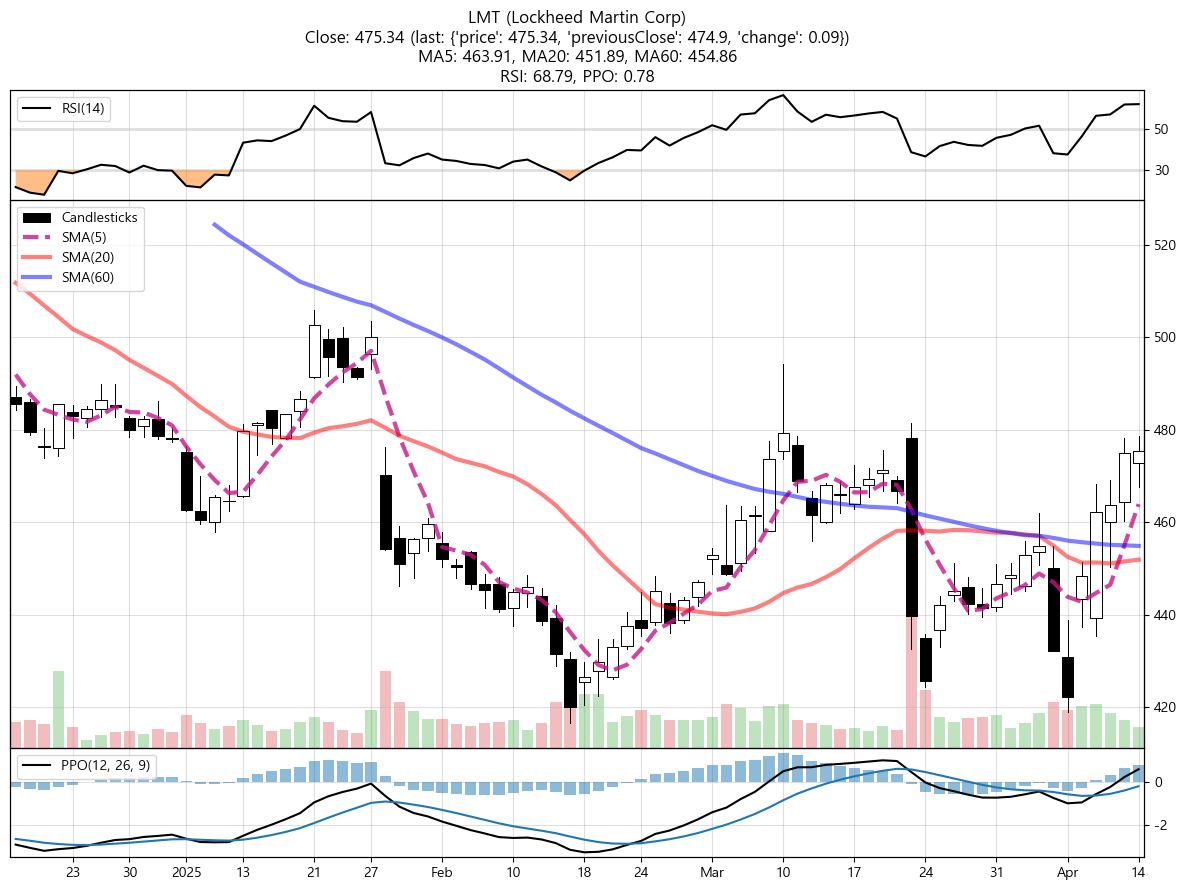 LMT (Lockheed Martin Corp)
Close: 475.34 (last: {'price': 475.34, 'previousClose': 474.9, 'change': 0.09})
MA5: 463.91, MA20: 451.89, MA60: 454.86
RSI: 68.79, PPO: 0.78
RSI(14)
50
30
Candlesticks
SMA(5)
SMA(20)
SMA(60)
520
500
480
460
440
420
PPO(12, 26, 9)
0
-2
23 30 2025 13 21 27 Feb 10 18 24 Mar 10 17 24 31 Apr 14